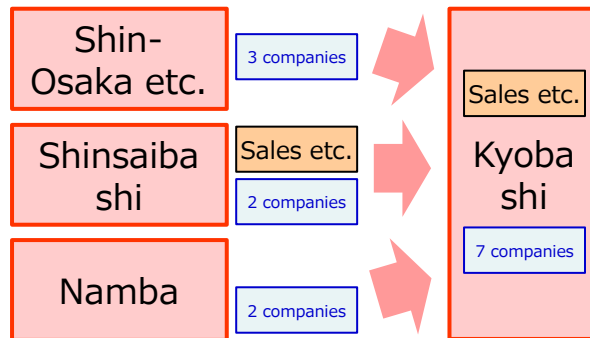 Shin-
Osaka etc.
3 companies
Shinsaiba
shi
Sales etc.
2 companies
Namba
2 companies
Sales etc.
Kyoba
shi
7 companies